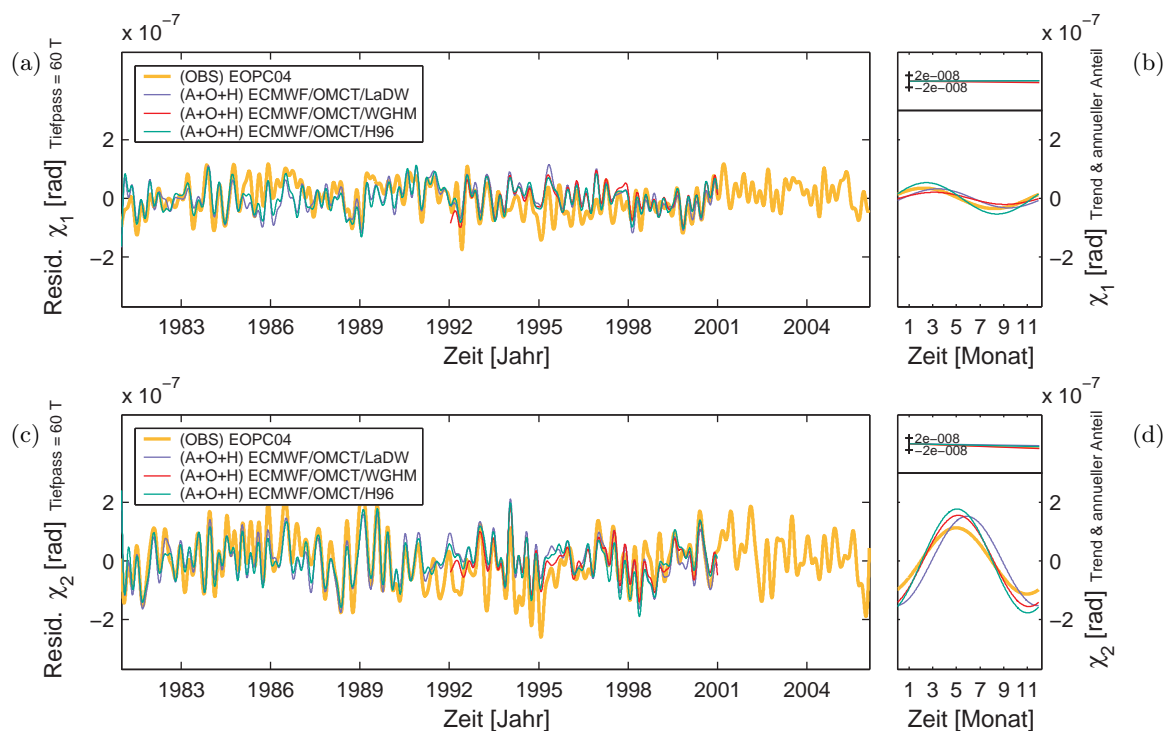 x 10⁻⁷
x 10⁻⁷
(a)
(b)
Resid. χ₁ [rad] Tiefpass = 60 T
(OBS) EOPC04
(A+O+H) ECMWF/OMCT/LaDW
(A+O+H) ECMWF/OMCT/WGHM
(A+O+H) ECMWF/OMCT/H96
2
0
−2
1983 1986 1989 1992 1995 1998 2001 2004
Zeit [Jahr]
2e−008
−2e−008
2
0
−2
χ₁ [rad] Trend & annueller Anteil
1 3 5 7 9 11
Zeit [Monat]
x 10⁻⁷
x 10⁻⁷
(c)
(d)
Resid. χ₂ [rad] Tiefpass = 60 T
(OBS) EOPC04
(A+O+H) ECMWF/OMCT/LaDW
(A+O+H) ECMWF/OMCT/WGHM
(A+O+H) ECMWF/OMCT/H96
2
0
−2
1983 1986 1989 1992 1995 1998 2001 2004
Zeit [Jahr]
2e−008
−2e−008
2
0
−2
χ₂ [rad] Trend & annueller Anteil
1 3 5 7 9 11
Zeit [Monat]